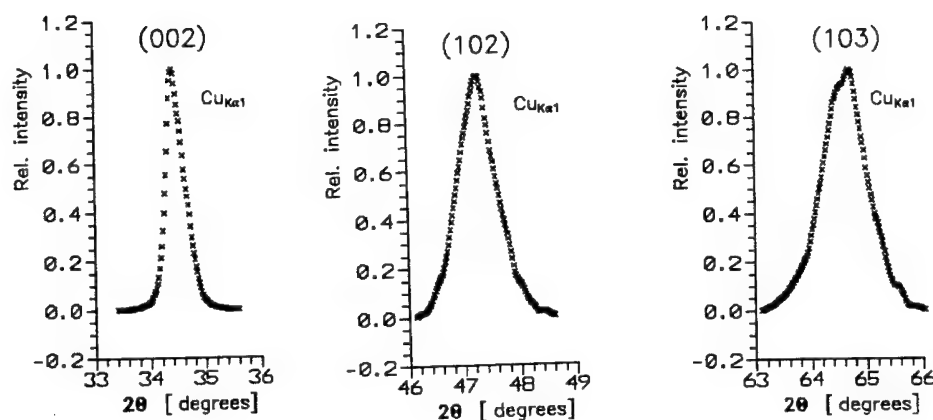 (002)
CuKα1
Rel. intensity
1.2
1.0
0.8
0.6
0.4
0.2
0.0
-0.2
33 34 35 36
2θ [ degrees]
(102)
CuKα1
Rel. intensity
1.2
1.0
0.8
0.6
0.4
0.2
0.0
-0.2
46 47 48 49
2θ [ degrees]
(103)
CuKα1
Rel. intensity
1.2
1.0
0.8
0.6
0.4
0.2
0.0
-0.2
63 64 65 66
2θ [ degrees]